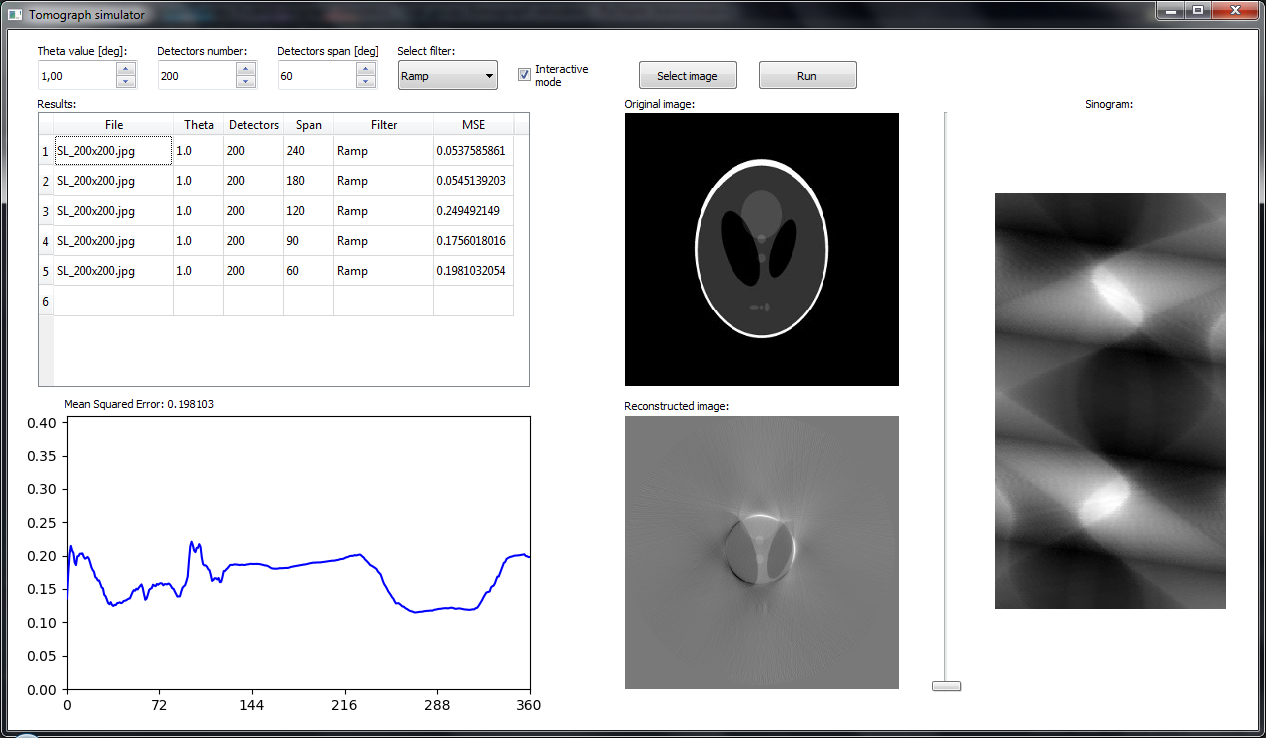 Tomograph simulator
Theta value [deg]: Detectors number: Detectors span [deg] Select filter:
1,00 200 60 Ramp Interactive mode Select image Run
Results: Original image: Sinogram:
File Theta Detectors Span Filter MSE
1 SL_200x200.jpg 1.0 200 240 Ramp 0.0537585861
2 SL_200x200.jpg 1.0 200 180 Ramp 0.0545139203
3 SL_200x200.jpg 1.0 200 120 Ramp 0.249492149
4 SL_200x200.jpg 1.0 200 90 Ramp 0.1756018016
5 SL_200x200.jpg 1.0 200 60 Ramp 0.1981032054
6
Mean Squared Error: 0.198103 Reconstructed image:
0.40
0.35
0.30
0.25
0.20
0.15
0.10
0.05
0.00
0 72 144 216 288 360